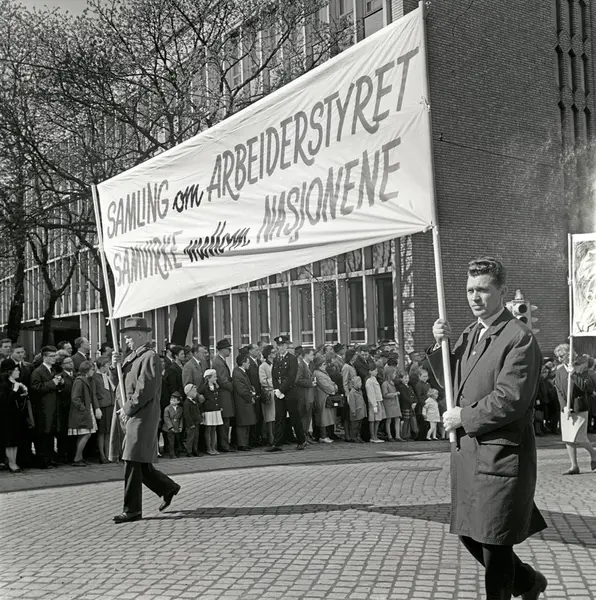 SAMLING om ARBEIDERSTYRET
SAMVIRKE mellom NASJONENE